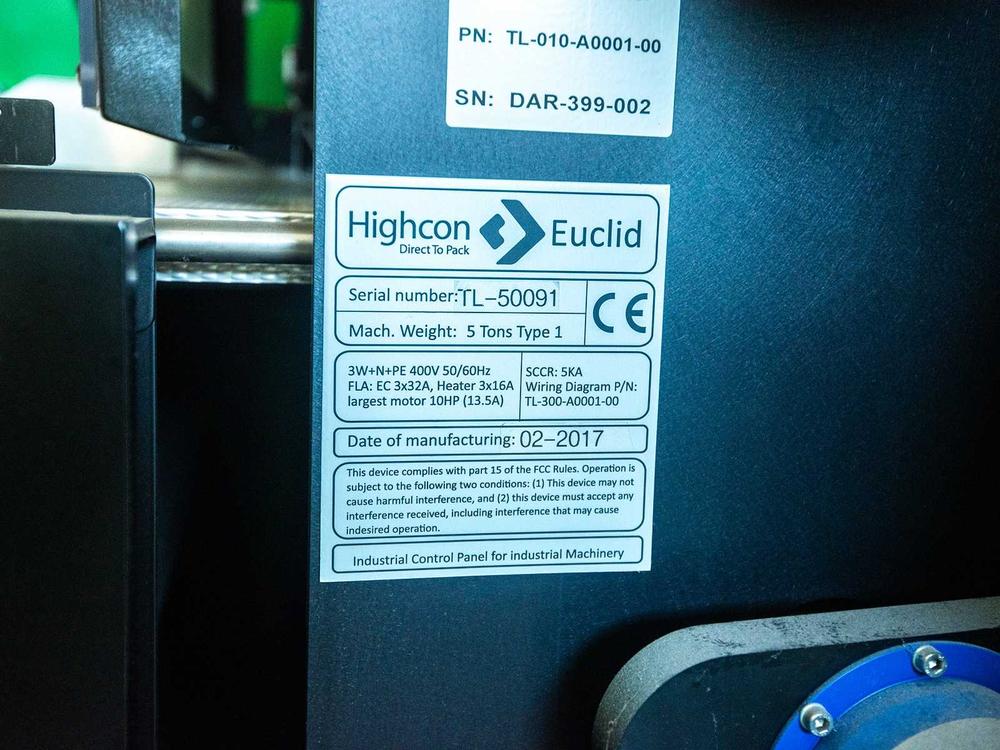 PN: TL-010-A0001-00
SN: DAR-399-002
Highcon Euclid
Direct To Pack
Serial number:TL-50091
CE
Mach. Weight: 5 Tons Type 1
3W+N+PE 400V 50/60Hz
FLA: EC 3x32A, Heater 3x16A
largest motor 10HP (13.5A)
SCCR: 5KA
Wiring Diagram P/N:
TL-300-A0001-00
Date of manufacturing: 02-2017
This device complies with part 15 of the FCC Rules. Operation is
subject to the following two conditions: (1) This device may not
cause harmful interference, and (2) this device must accept any
interference received, including interference that may cause
indesired operation.
Industrial Control Panel for industrial Machinery